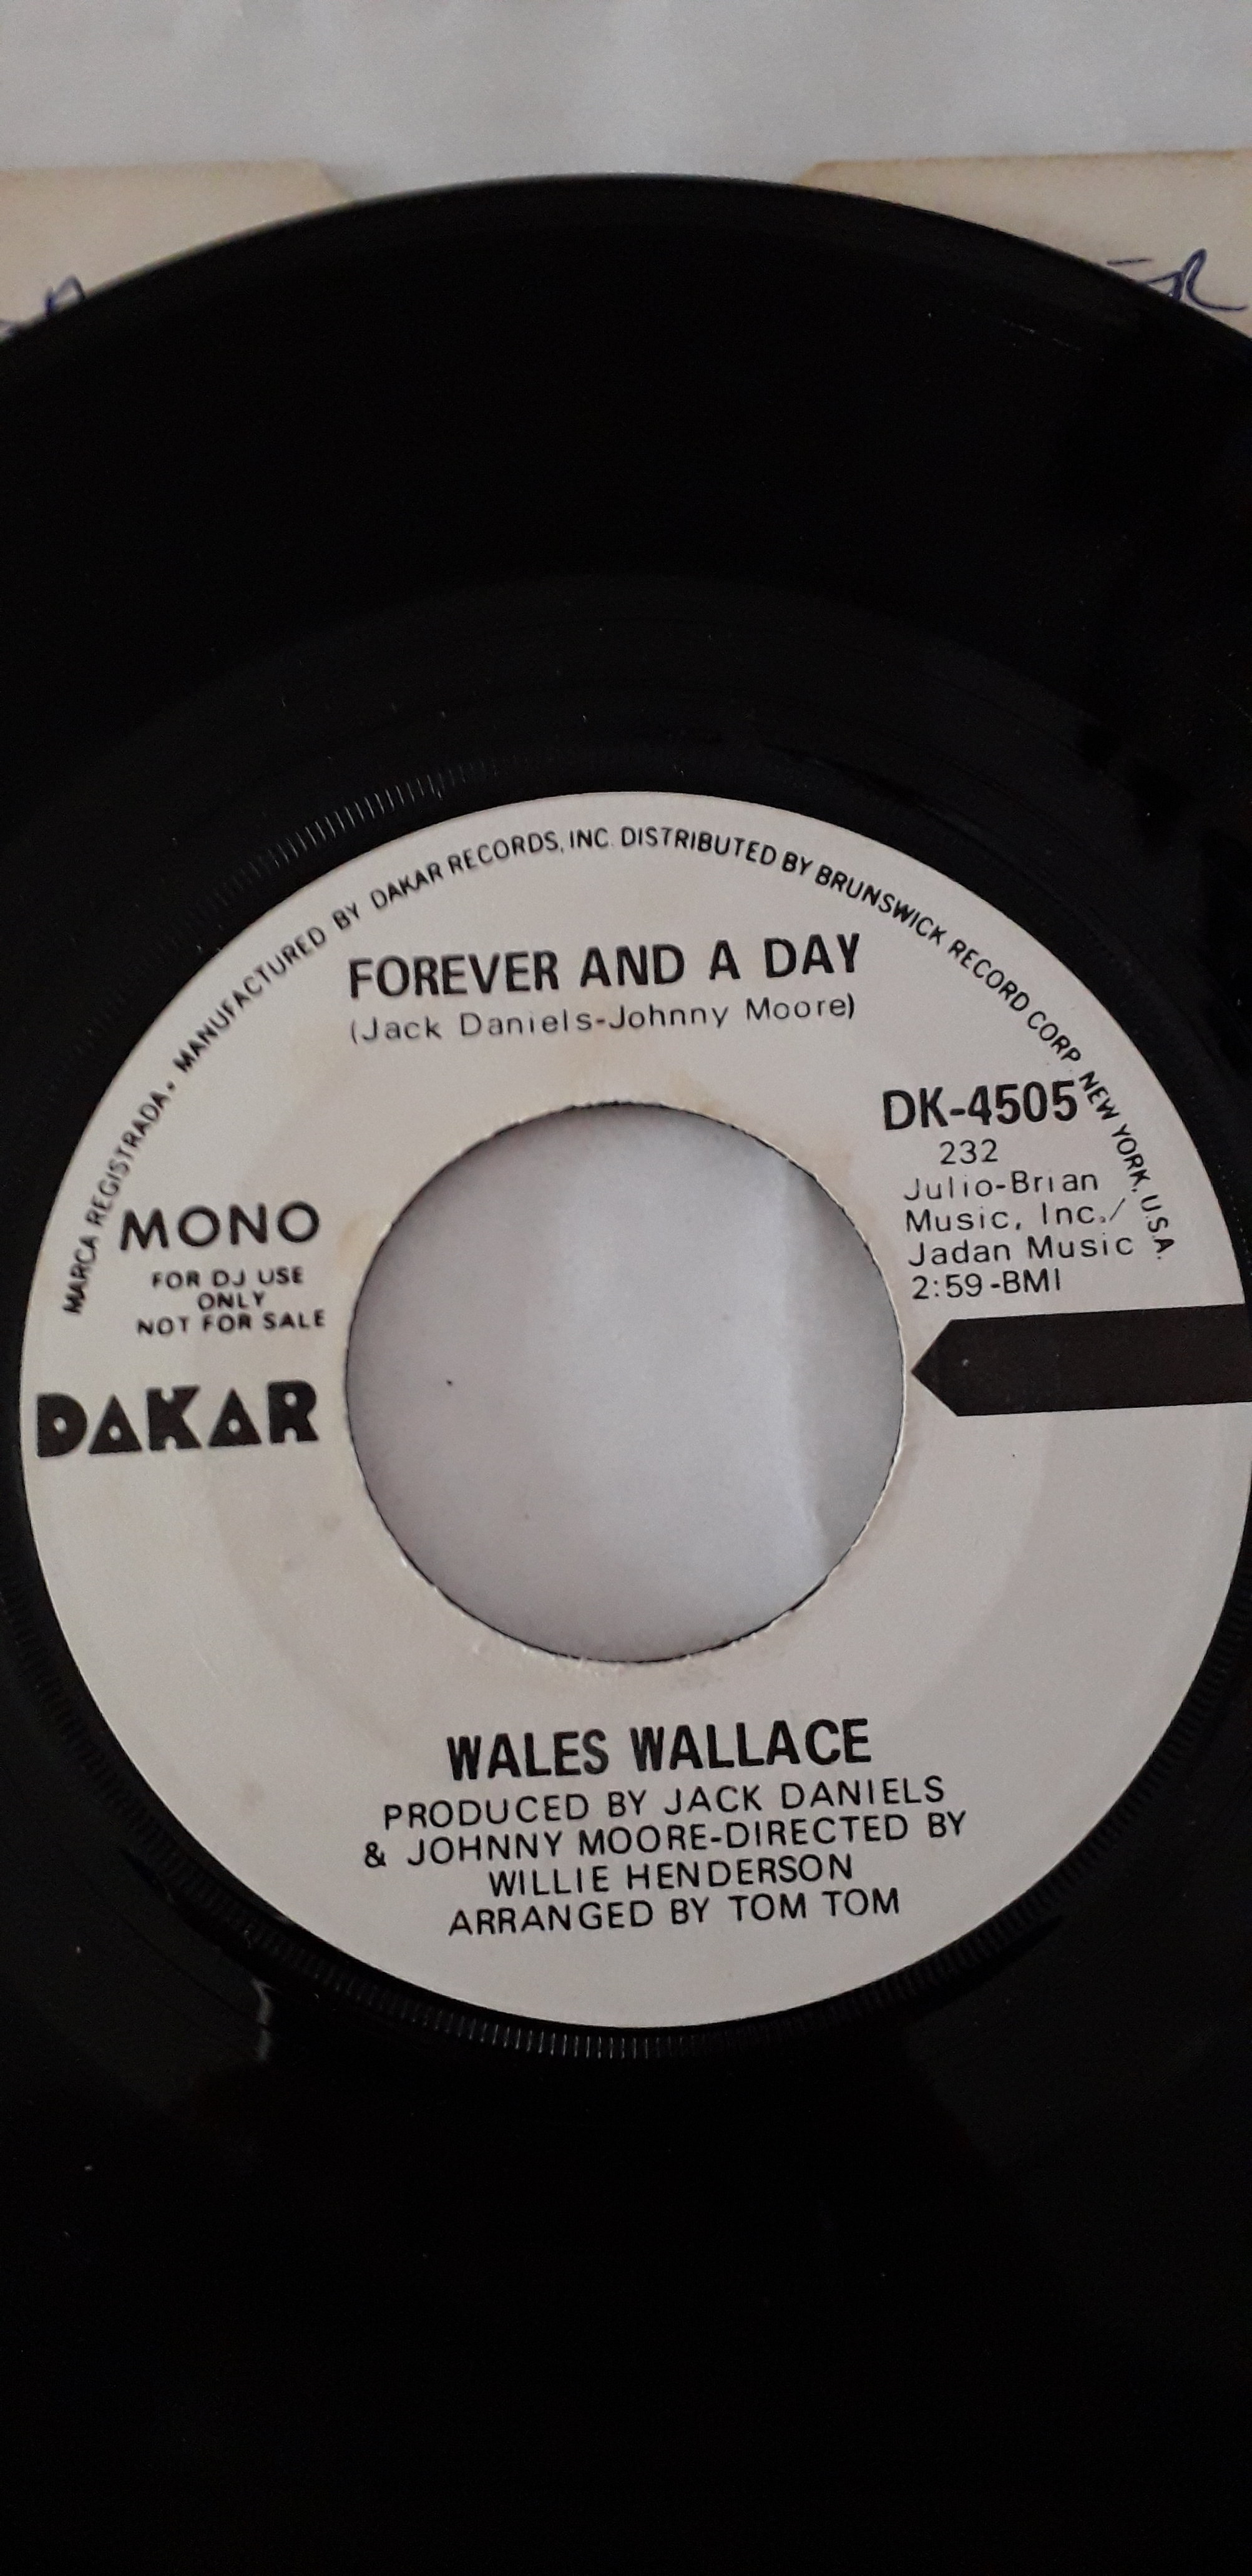 MARCA REGISTRADA. MANUFACTURED BY DAKAR RECORDS, INC. DISTRIBUTED BY BRUNSWICK RECORD CORP. NEW YORK, U.S.A.
FOREVER AND A DAY
(Jack Daniels-Johnny Moore)
DK-4505
232
Julio-Brian
Music, Inc./
Jadan Music
2:59-BMI
MONO
FOR DJ USE
ONLY
NOT FOR SALE
DAKAR
WALES WALLACE
PRODUCED BY JACK DANIELS
& JOHNNY MOORE-DIRECTED BY
WILLIE HENDERSON
ARRANGED BY TOM TOM